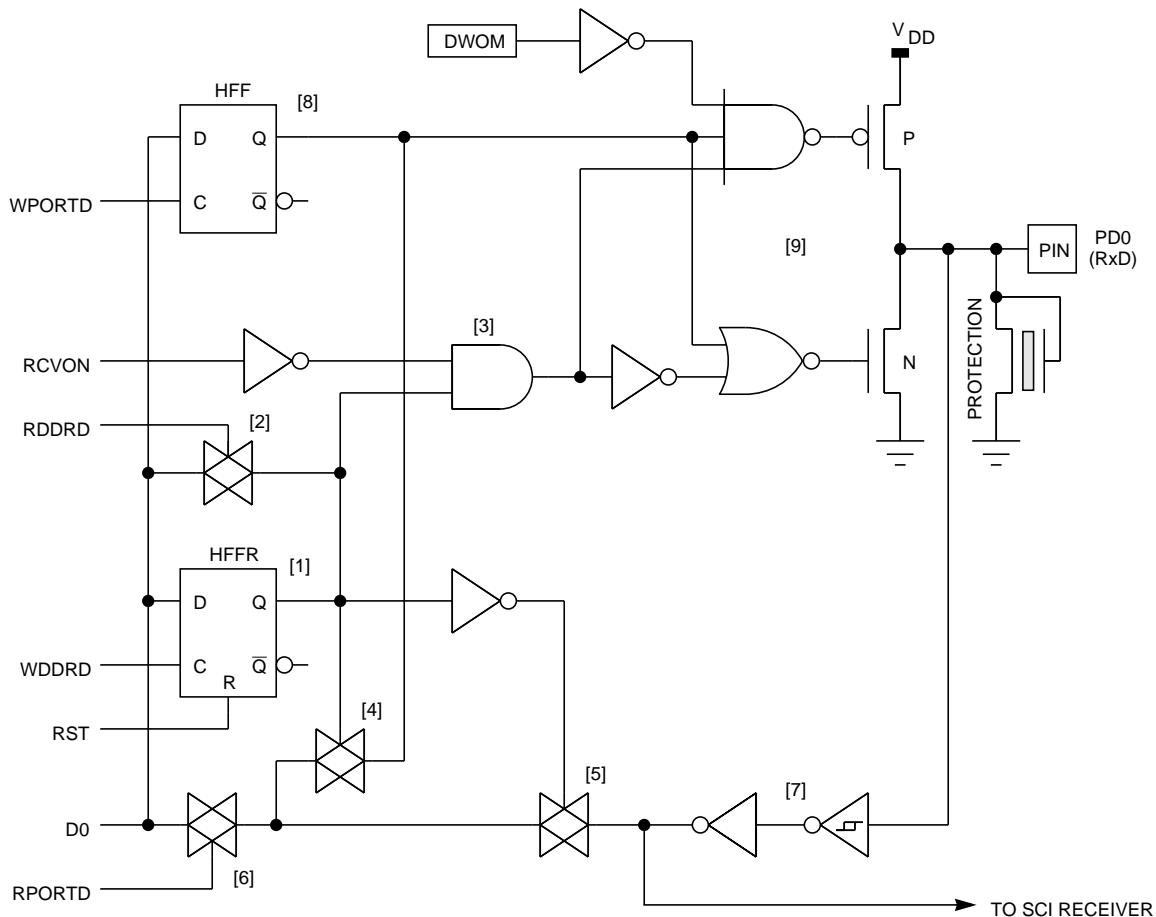 DWOM
V DD
HFF
[8]
D
Q
P
WPORTD
C
Q
[9]
PIN
PD0
(RxD)
PROTECTION
[3]
RCVON
N
RDDRD
[2]
HFFR
[1]
D
Q
WDDRD
C
Q
R
RST
[4]
[5]
[7]
D0
[6]
RPORTD
TO SCI RECEIVER